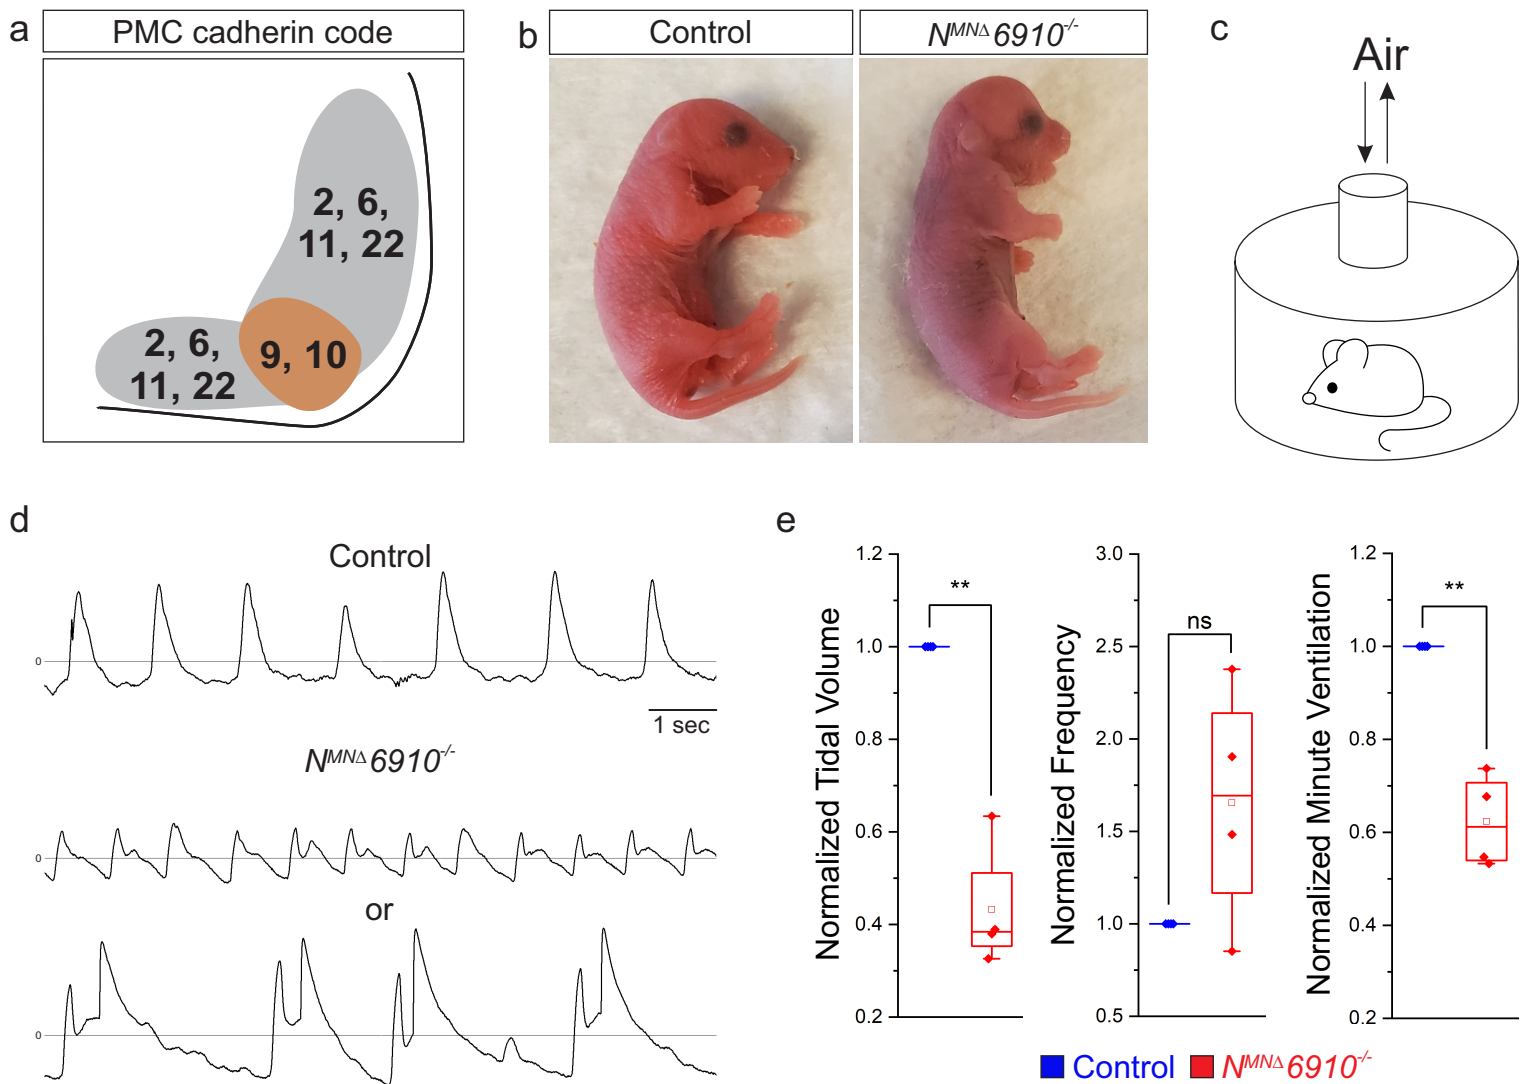 a
PMC cadherin code
2, 6,
11, 22
2, 6,
11, 22
9, 10
b
Control
N^MNΔ 6910^-/-
c
Air
d
Control
0
1 sec
N^MNΔ 6910^-/-
0
or
0
e
Normalized Tidal Volume
1.2
1.0
0.8
0.6
0.4
0.2
**
Normalized Frequency
3.0
2.5
2.0
1.5
1.0
0.5
ns
Normalized Minute Ventilation
1.2
1.0
0.8
0.6
0.4
0.2
**
Control
N^MNΔ 6910^-/-